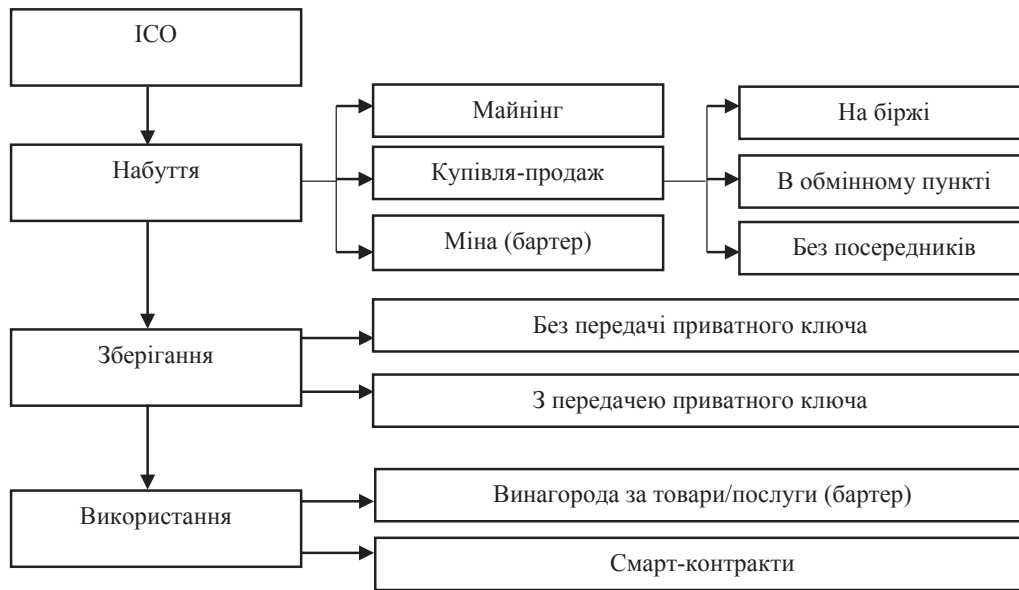 ICO
Набуття
Майнінг
Купівля-продаж
Міна (бартер)
На біржі
В обмінному пункті
Без посередників
Зберігання
Без передачі приватного ключа
З передачею приватного ключа
Використання
Винагорода за товари/послуги (бартер)
Смарт-контракти